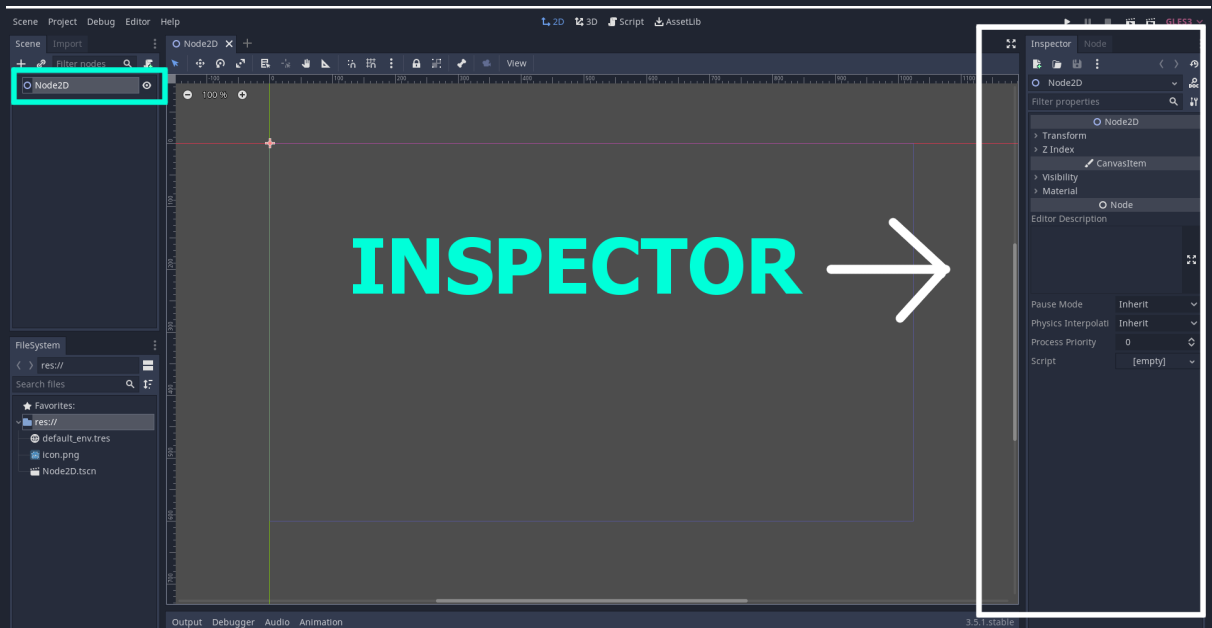 Scene Project Debug Editor Help
2D 3D Script AssetLib
GLES3
Scene Import
Node2D
Inspector Node
Filter nodes
View
Node2D
100 %
Node2D
Filter properties
Node2D
Transform
Z Index
CanvasItem
Visibility
Material
Node
Editor Description
INSPECTOR
Pause Mode Inherit
Physics Interpolati Inherit
Process Priority 0
Script [empty]
FileSystem
res://
Search files
Favorites:
res://
default_env.tres
icon.png
Node2D.tscn
Output Debugger Audio Animation
3.5.1.stable